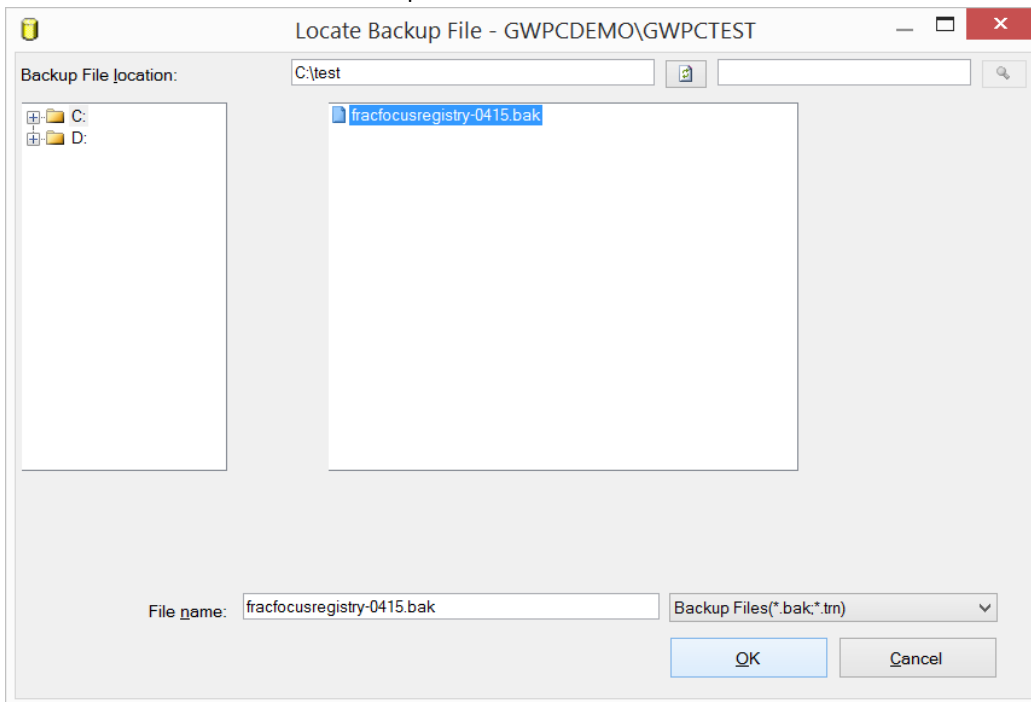 Locate Backup File - GWPCDEMO\GWPCTEST
Backup File location: C:\test
C:
D:
fracfocusregistry-0415.bak
File name: fracfocusregistry-0415.bak Backup Files(*.bak;*.trn)
OK Cancel